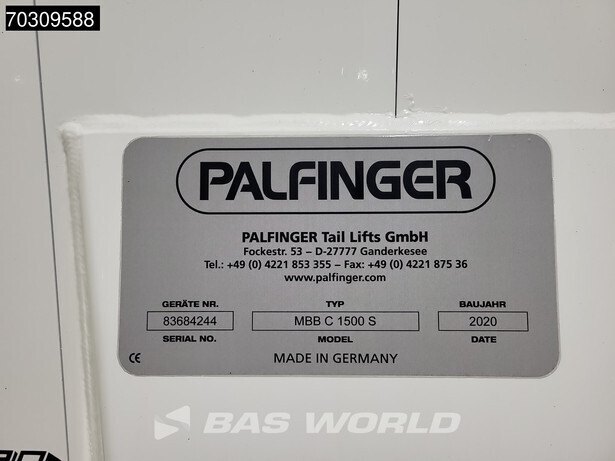 70309588
PALFINGER
PALFINGER Tail Lifts GmbH
Fockestr. 53 – D-27777 Ganderkesee
Tel.: +49 (0) 4221 853 355 – Fax: +49 (0) 4221 875 36
www.palfinger.com
GERÄTE NR. TYP BAUJAHR
83684244 MBB C 1500 S 2020
SERIAL NO. MODEL DATE
CE MADE IN GERMANY
BAS WORLD